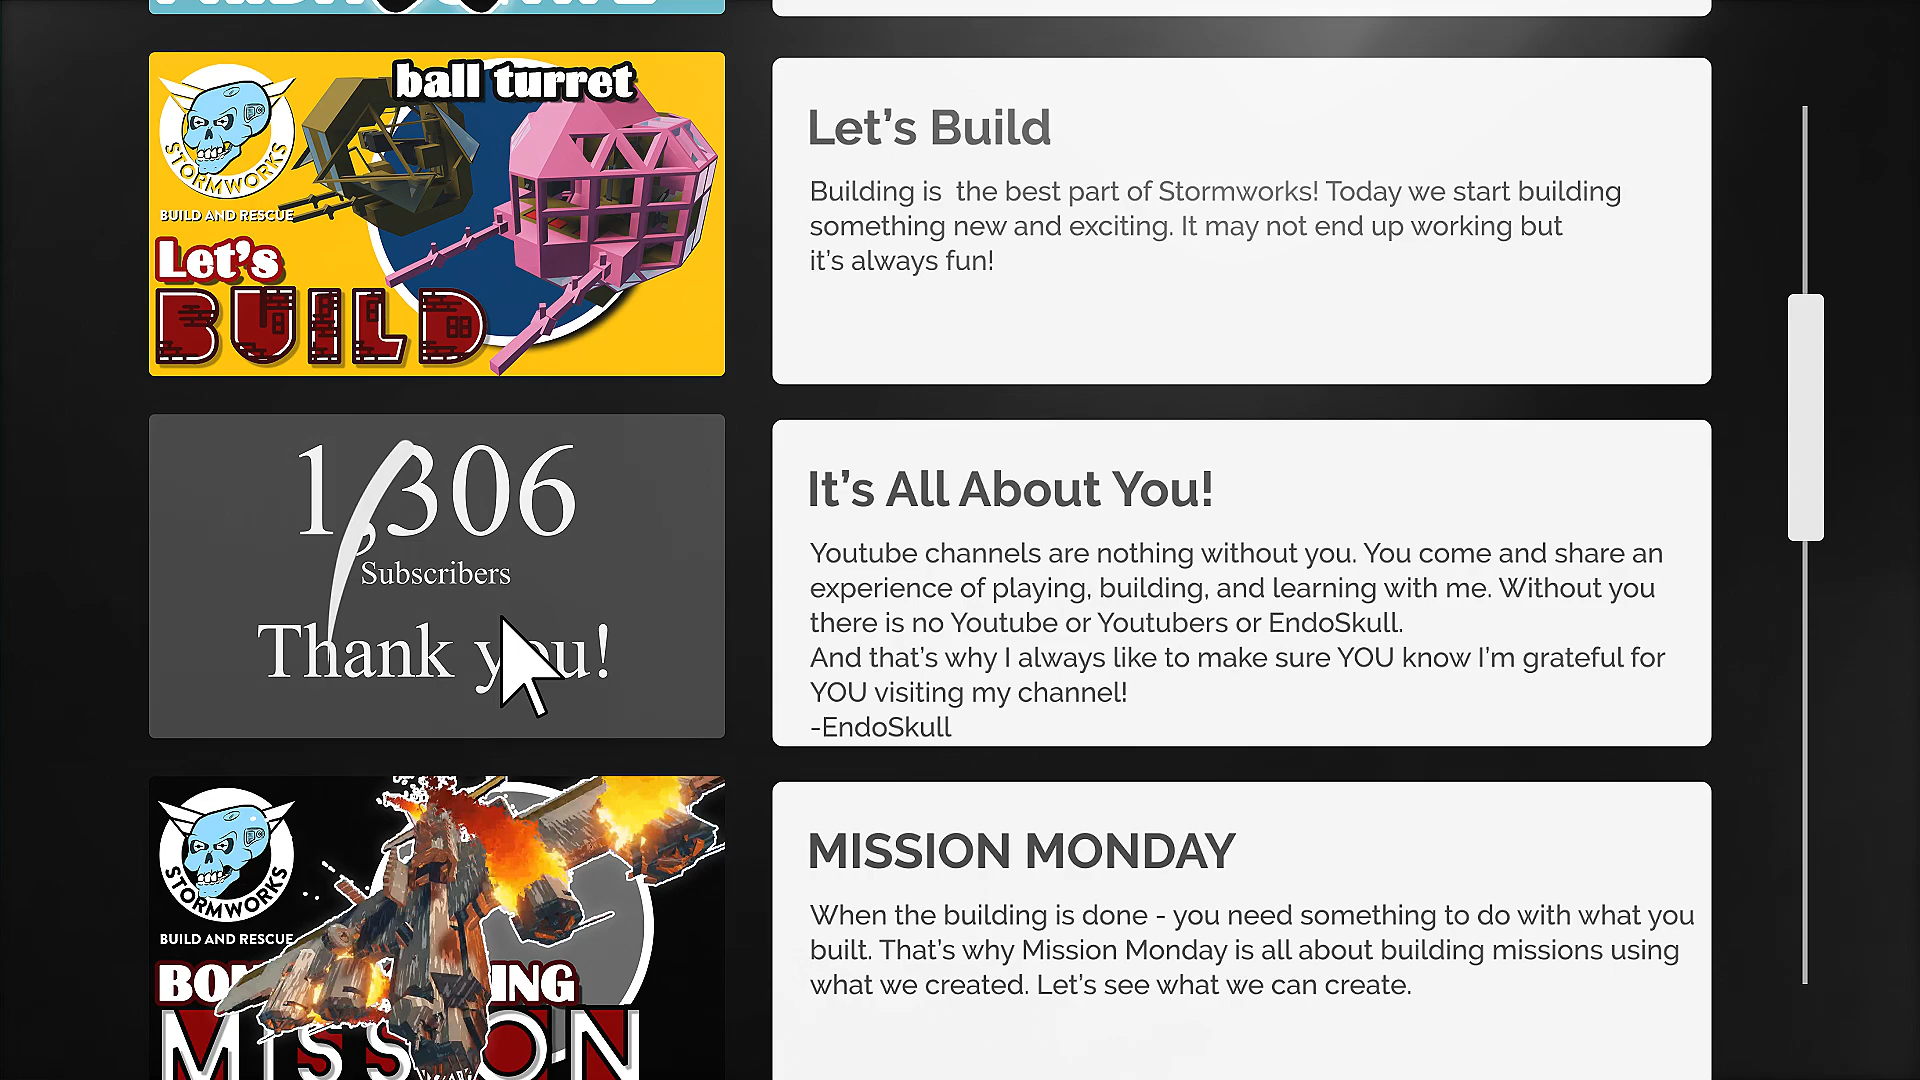 ball turret
STORMWORKS
BUILD AND RESCUE
Let's
BUILD
Let's Build
Building is  the best part of Stormworks! Today we start building
something new and exciting. It may not end up working but
it's always fun!
1,306
Subscribers
Thank you!
It's All About You!
Youtube channels are nothing without you. You come and share an
experience of playing, building, and learning with me. Without you
there is no Youtube or Youtubers or EndoSkull.
And that's why I always like to make sure YOU know I'm grateful for
YOU visiting my channel!
-EndoSkull
STORMWORKS
BUILD AND RESCUE
MISSION
MISSION MONDAY
When the building is done - you need something to do with what you
built. That's why Mission Monday is all about building missions using
what we created. Let's see what we can create.